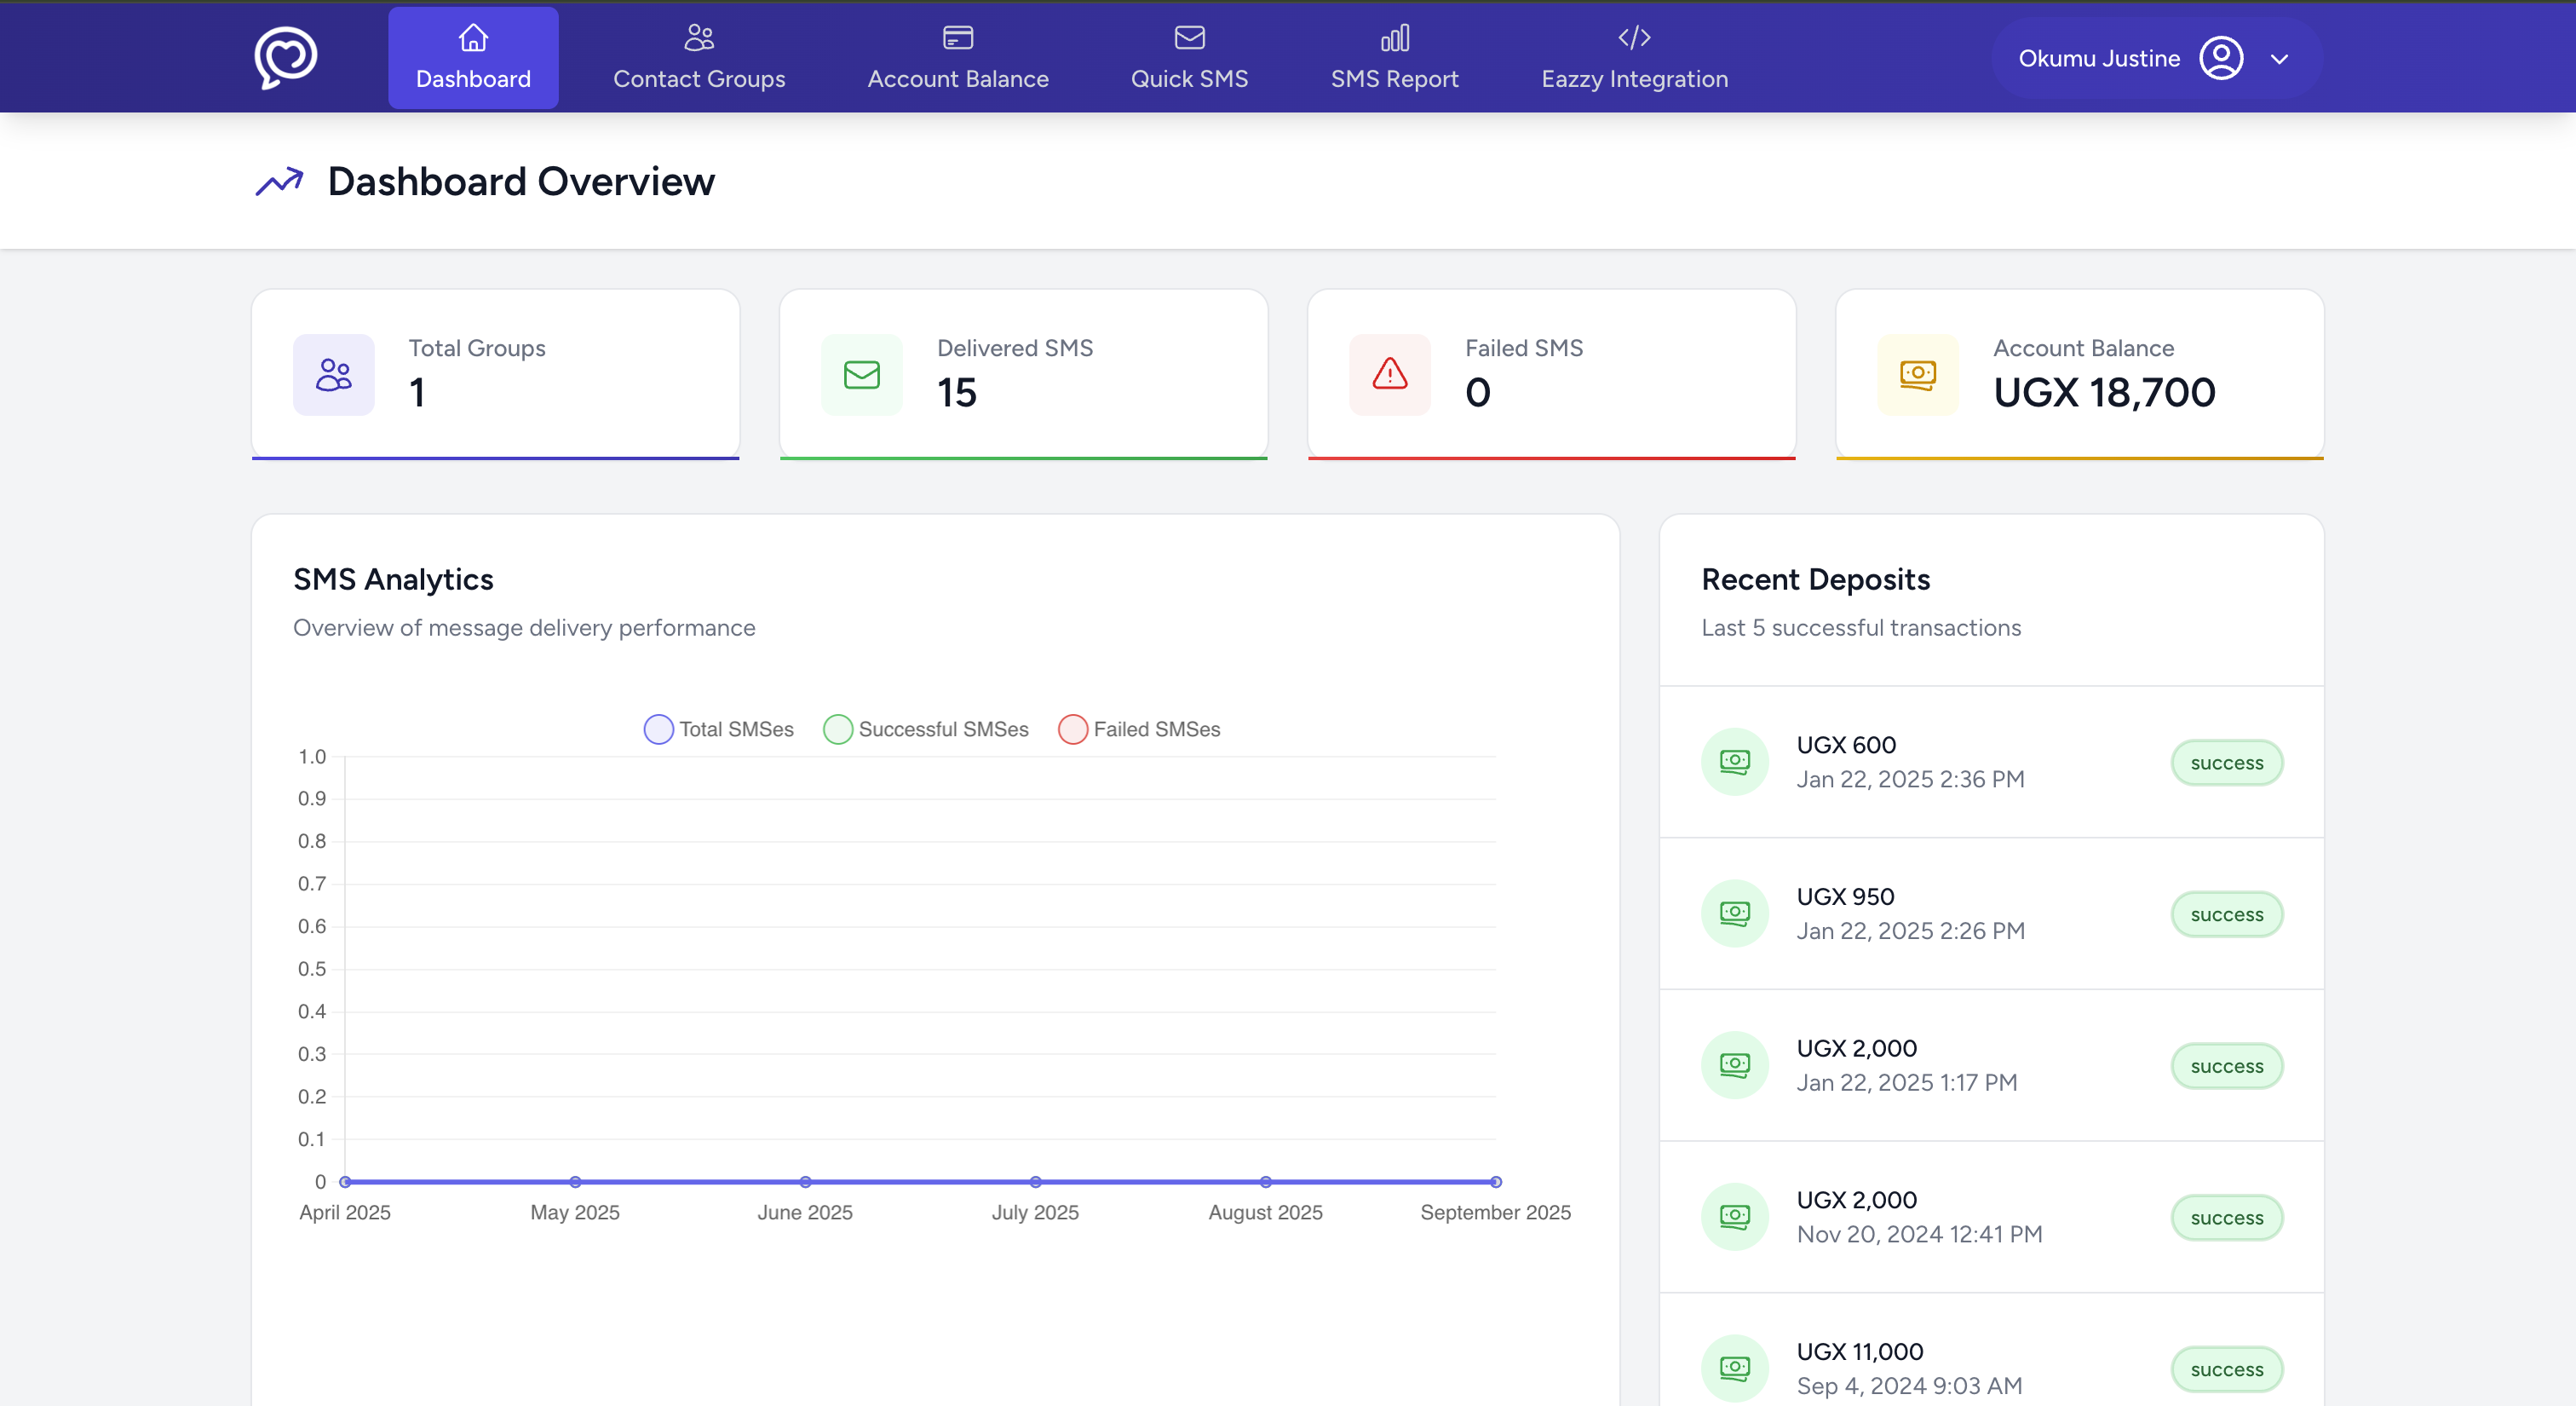 Dashboard
Contact Groups
Account Balance
Quick SMS
SMS Report
Eazzy Integration
Okumu Justine
Dashboard Overview
Total Groups
1
Delivered SMS
15
Failed SMS
0
Account Balance
UGX 18,700
SMS Analytics
Overview of message delivery performance
Total SMSes
Successful SMSes
Failed SMSes
1.0
0.9
0.8
0.7
0.6
0.5
0.4
0.3
0.2
0.1
0
April 2025
May 2025
June 2025
July 2025
August 2025
September 2025
Recent Deposits
Last 5 successful transactions
UGX 600
Jan 22, 2025 2:36 PM
success
UGX 950
Jan 22, 2025 2:26 PM
success
UGX 2,000
Jan 22, 2025 1:17 PM
success
UGX 2,000
Nov 20, 2024 12:41 PM
success
UGX 11,000
Sep 4, 2024 9:03 AM
success